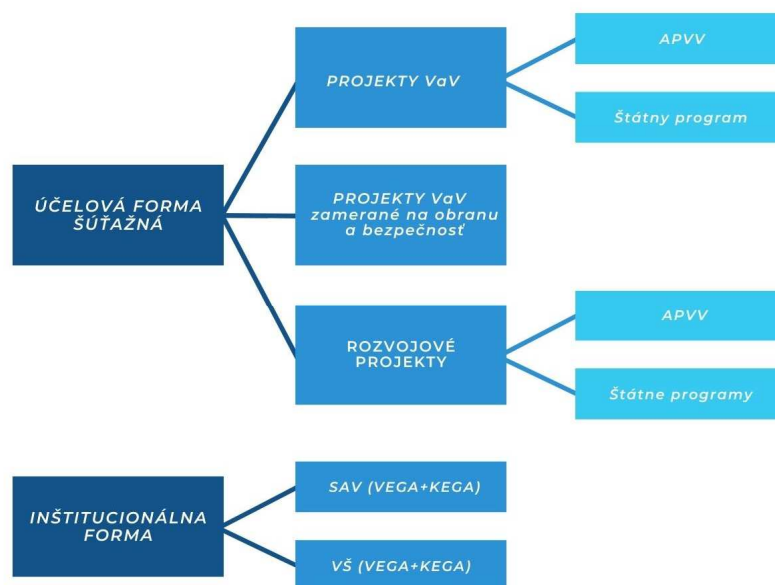 ÚČELOVÁ FORMA
ŠÚŤAŽNÁ
PROJEKTY VaV
APVV
Štátny program
PROJEKTY VaV
zamerané na obranu
a bezpečnosť
ROZVOJOVÉ
PROJEKTY
APVV
Štátne programy
INŠTITUCIONÁLNA
FORMA
SAV (VEGA+KEGA)
VŠ (VEGA+KEGA)